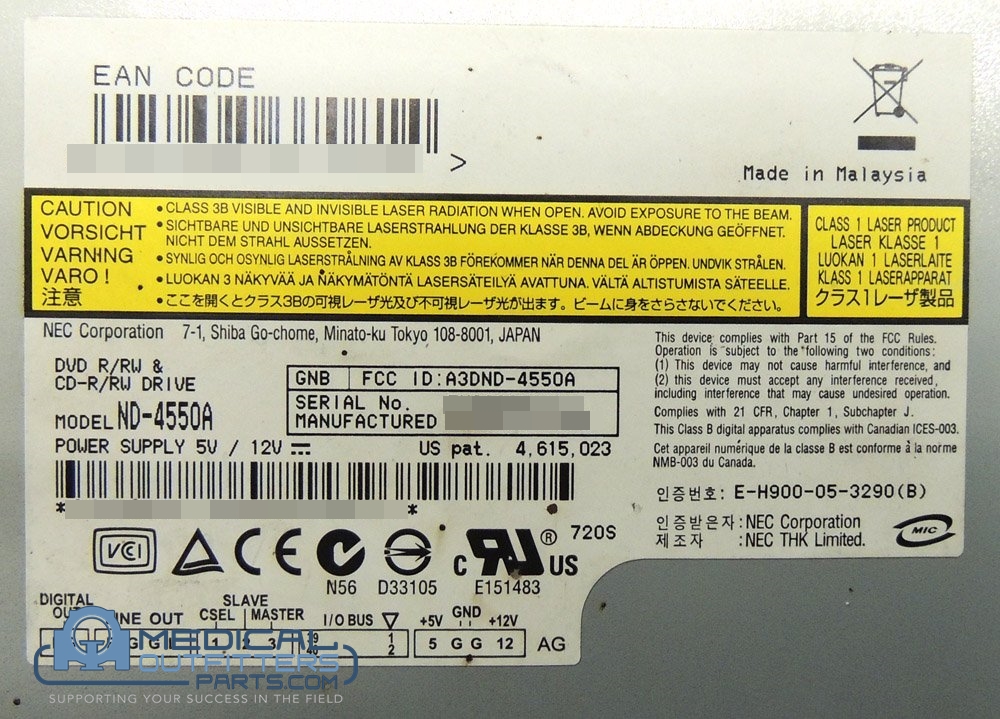 EAN CODE
>
Made in Malaysia
CAUTION
VORSICHT
VARNING
VARO!
注意
•CLASS 3B VISIBLE AND INVISIBLE LASER RADIATION WHEN OPEN. AVOID EXPOSURE TO THE BEAM.
•SICHTBARE UND UNSICHTBARE LASERSTRAHLUNG DER KLASSE 3B, WENN ABDECKUNG GEÖFFNET.
NICHT DEM STRAHL AUSSETZEN.
•SYNLIG OCH OSYNLIG LASERSTRÅLNING AV KLASS 3B FÖREKOMMER NÄR DENNA DEL ÄR ÖPPEN. UNDVIK STRÅLEN.
•LUOKAN 3 NÄKYVÄÄ JA NÄKYMÄTÖNTÄ LASERSÄTEILYÄ AVATTUNA. VÄLTÄ ALTISTUMISTA SÄTEELLE.
•ここを開くとクラス3Bの可視レーザ光及び不可視レーザ光が出ます。ビームに身をさらさないでください。
CLASS 1 LASER PRODUCT
LASER KLASSE 1
LUOKAN 1 LASERLAITE
KLASS 1 LASERAPPARAT
クラス1レーザ製品
NEC Corporation 7-1, Shiba Go-chome, Minato-ku Tokyo 108-8001, JAPAN
DVD R/RW &
CD-R/RW DRIVE
MODEL ND-4550A
POWER SUPPLY 5V / 12V ⎓
GNB FCC ID:A3DND-4550A
SERIAL No.
MANUFACTURED
US pat. 4,615,023
* *
This device complies with Part 15 of the FCC Rules.
Operation is subject to the following two conditions:
(1) This device may not cause harmful interference, and
(2) this device must accept any interference received,
including interference that may cause undesired operation.
Complies with 21 CFR, Chapter 1, Subchapter J.
This Class B digital apparatus complies with Canadian ICES-003.
Cet appareil numérique de la classe B est conforme à la norme
NMB-003 du Canada.
인증번호: E-H900-05-3290(B)
인증받은자:NEC Corporation
제조자 :NEC THK Limited.
MIC
VCI
CE
N56
D33105
C UR ® US
E151483
720S
DIGITAL
OUT
LINE OUT
SLAVE
CSEL MASTER
I/O BUS ▽
+5V GND +12V
G G 1 2 3 39 40 1 2
5 G G 12
AG
MEDICAL
OUTFITTERS
PARTS.COM
SUPPORTING YOUR SUCCESS IN THE FIELD